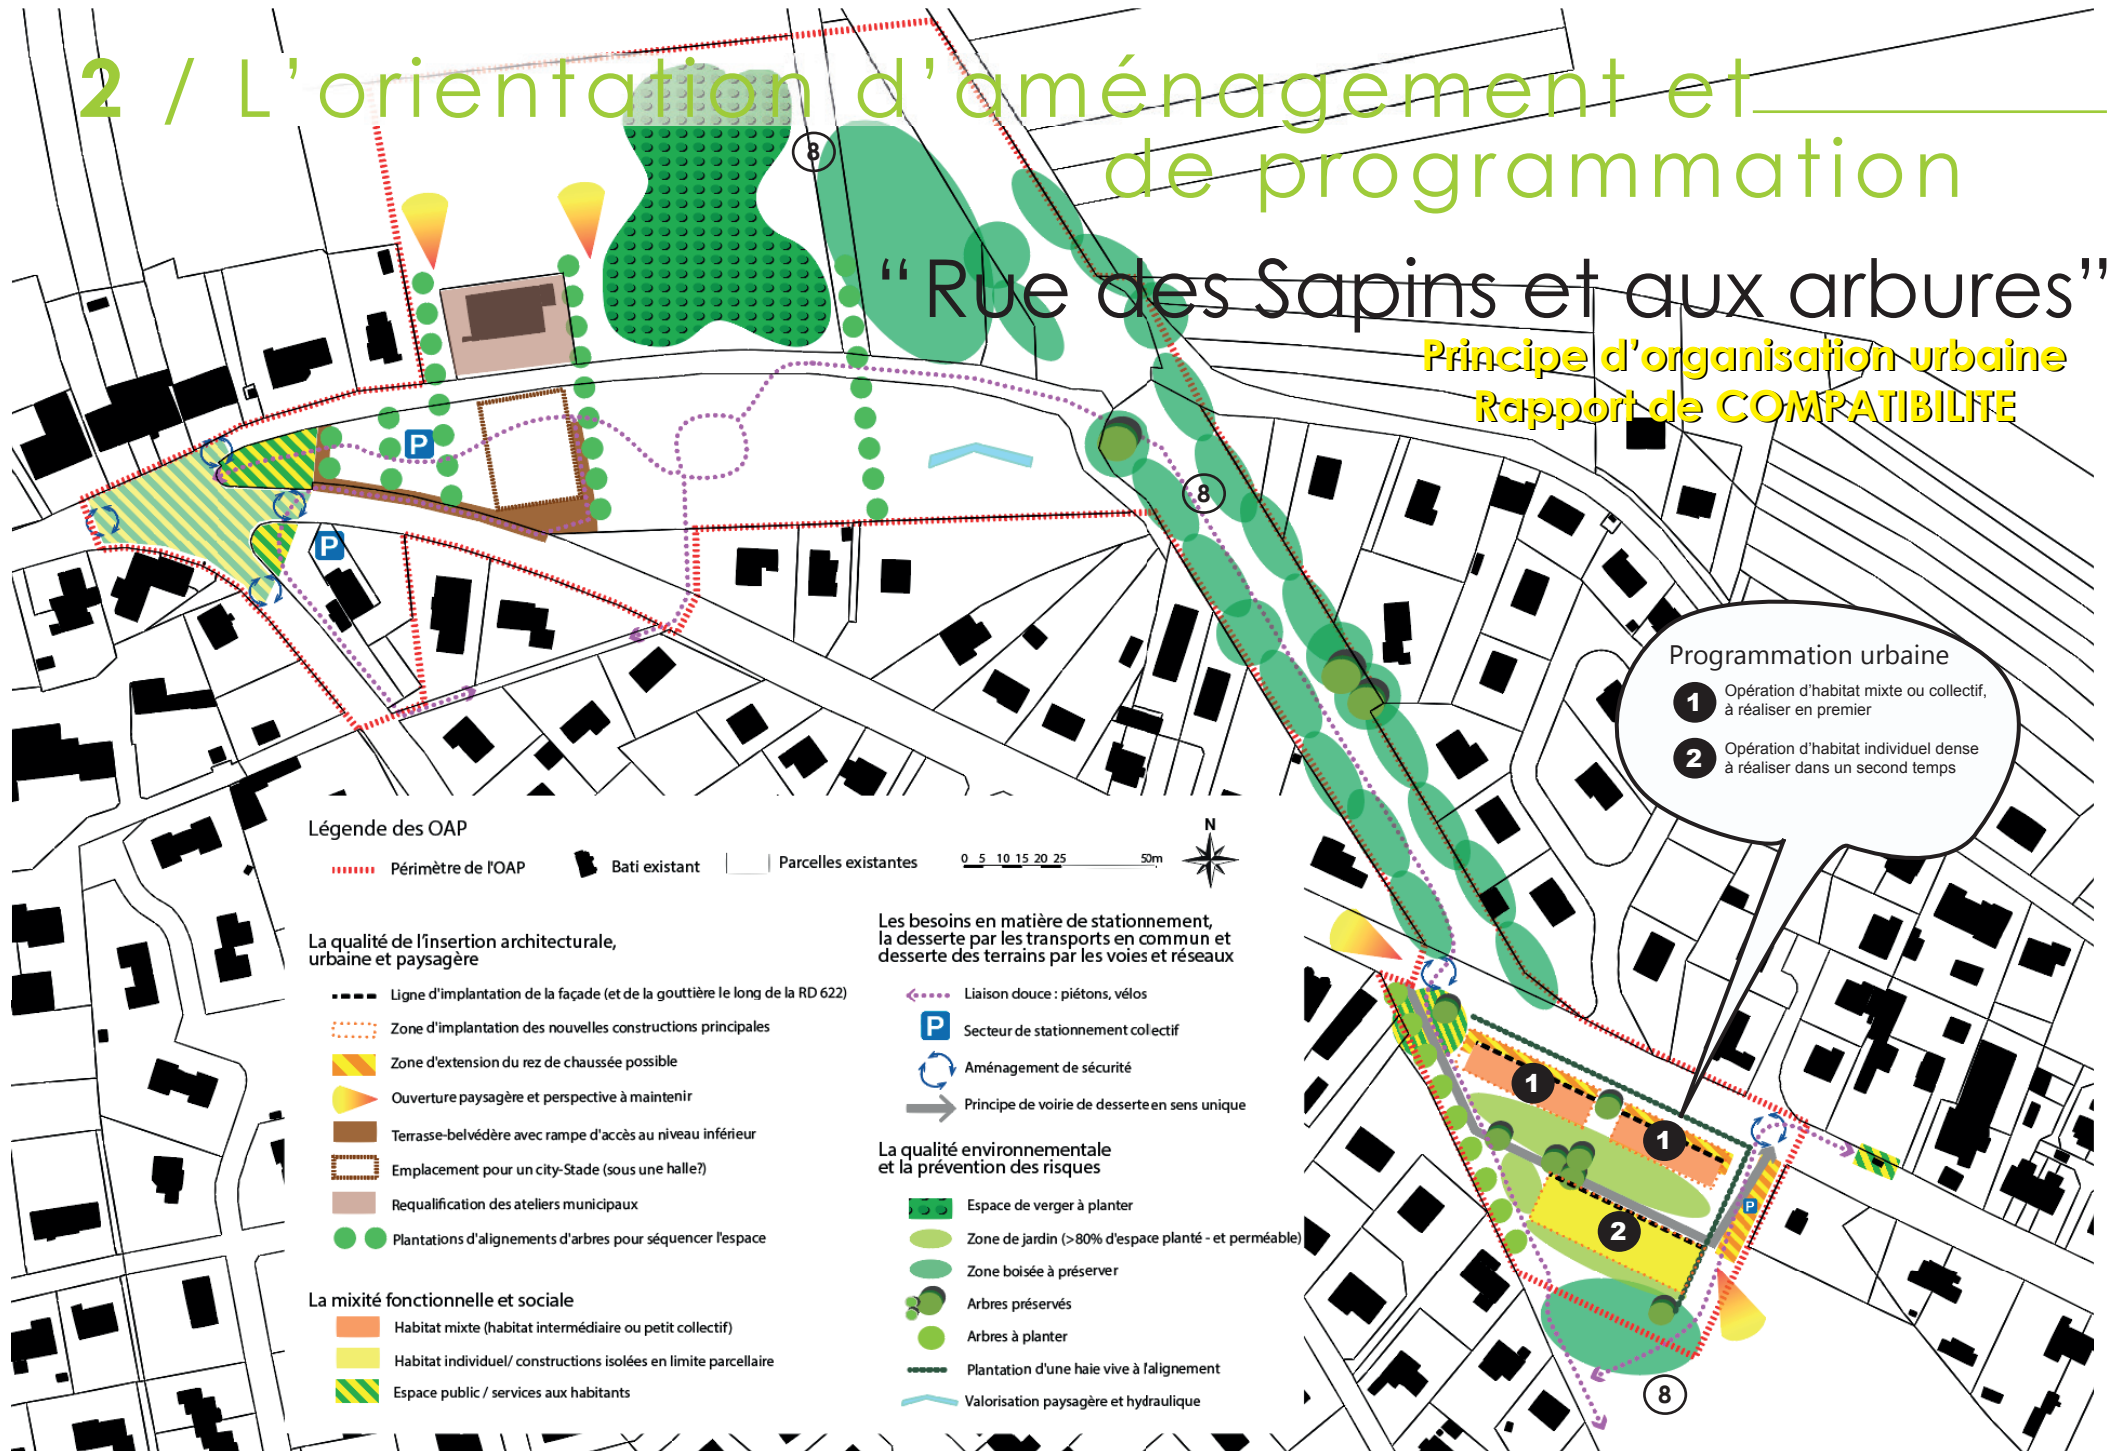 2 / L’orientation d’aménagement et
de programmation
“Rue des Sapins et aux arbures”
Principe d’organisation urbaine
Rapport de COMPATIBILITE
8
P
P
8
Programmation urbaine
1 Opération d’habitat mixte ou collectif,
à réaliser en premier
2 Opération d’habitat individuel dense
à réaliser dans un second temps
1
1
2
P
8
Légende des OAP
Périmètre de l'OAP
Bati existant
Parcelles existantes
0 5 10 15 20 25 50m
N
La qualité de l’insertion architecturale,
urbaine et paysagère
Ligne d'implantation de la façade (et de la gouttière le long de la RD 622)
Zone d'implantation des nouvelles constructions principales
Zone d'extension du rez de chaussée possible
Ouverture paysagère et perspective à maintenir
Terrasse-belvédère avec rampe d'accès au niveau inférieur
Emplacement pour un city-Stade (sous une halle?)
Requalification des ateliers municipaux
Plantations d'alignements d'arbres pour séquencer l'espace
La mixité fonctionnelle et sociale
Habitat mixte (habitat intermédiaire ou petit collectif)
Habitat individuel/ constructions isolées en limite parcellaire
Espace public / services aux habitants
Les besoins en matière de stationnement,
la desserte par les transports en commun et
desserte des terrains par les voies et réseaux
Liaison douce : piétons, vélos
P Secteur de stationnement collectif
Aménagement de sécurité
Principe de voirie de desserte en sens unique
La qualité environnementale
et la prévention des risques
Espace de verger à planter
Zone de jardin (>80% d'espace planté - et perméable)
Zone boisée à préserver
Arbres préservés
Arbres à planter
Plantation d'une haie vive à l'alignement
Valorisation paysagère et hydraulique